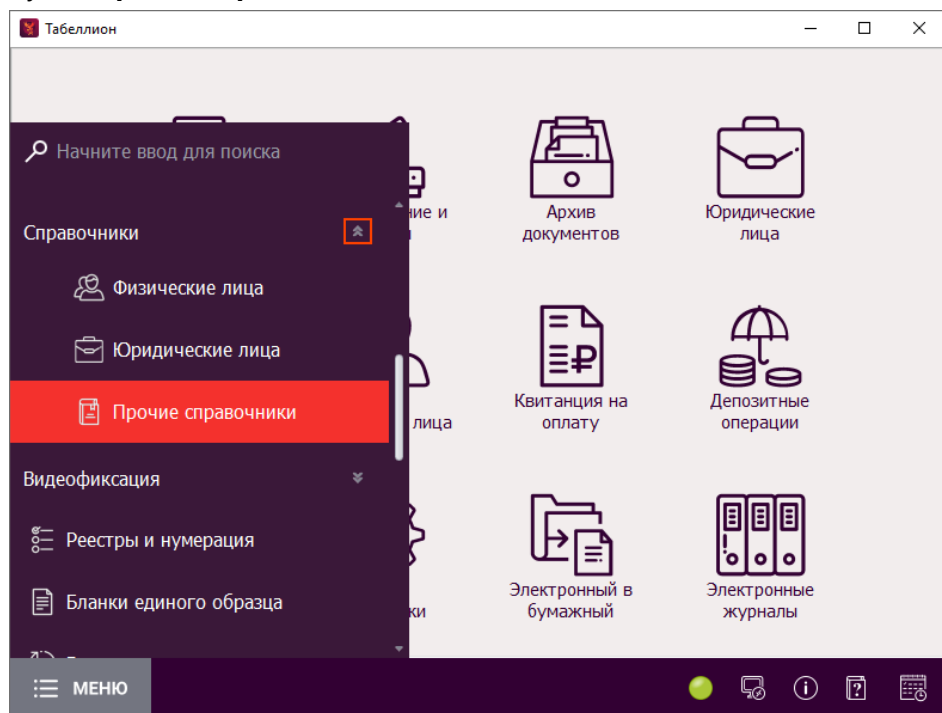 Табеллион
Начните ввод для поиска
Справочники
Физические лица
Юридические лица
Прочие справочники
Видеофиксация
Реестры и нумерация
Бланки единого образца
МЕНЮ
ние и
Архив
документов
Юридические
лица
лица
Квитанция на
оплату
Депозитные
операции
ки
Электронный в
бумажный
Электронные
журналы